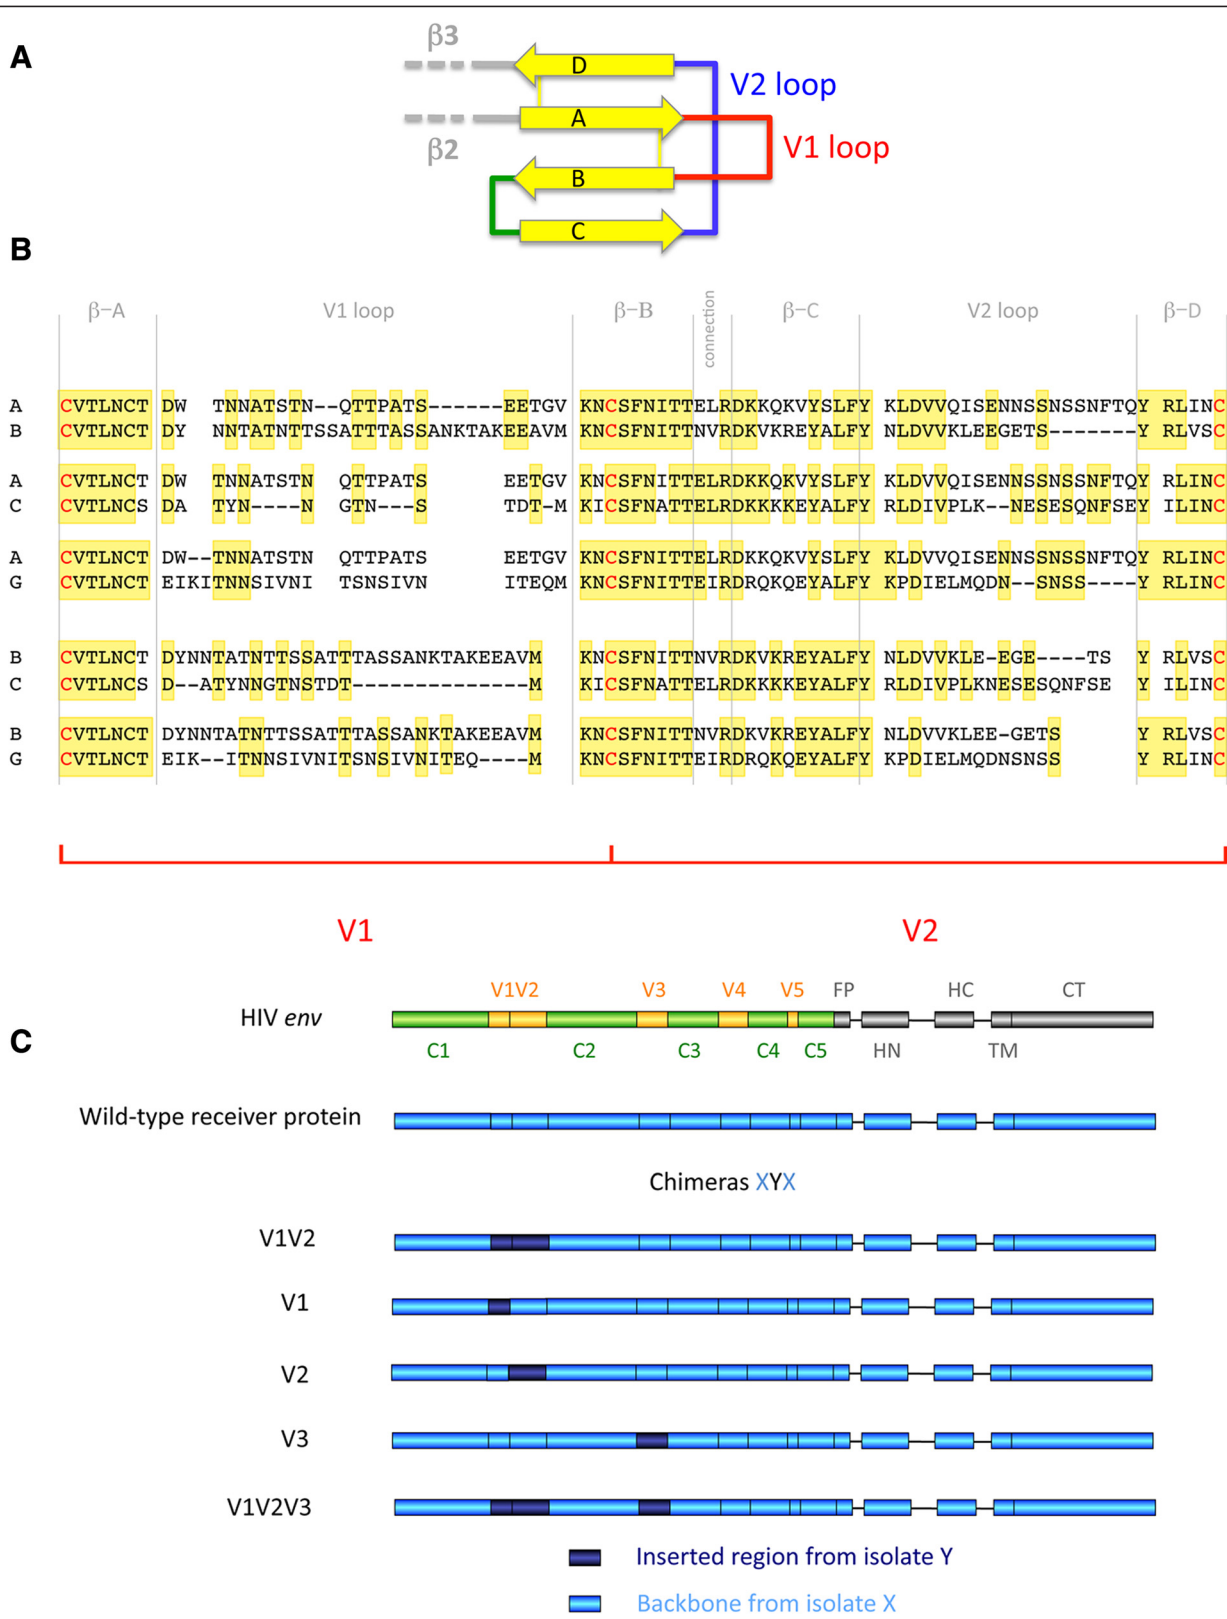 A
β3
D
V2 loop
A
β2
V1 loop
B
C
B
β−A V1 loop β−B connection β−C V2 loop β−D
A CVTLNCT DW TNNATSTN--QTTPATS------EETGV KNCSFNITTELRDKKQKVYSLFY KLDVVQISENNSSNSSNFTQY RLINC
B CVTLNCT DY NNTATNTTSSATTTASSANKTAKEEAVM KNCSFNITTNVRDKVKREYALFY NLDVVKLEEGETS-------Y RLVSC
A CVTLNCT DW TNNATSTN QTTPATS EETGV KNCSFNITTELRDKKQKVYSLFY KLDVVQISENNSSNSSNFTQY RLINC
C CVTLNCS DA TYN----N GTN---S TDT-M KICSFNATTELRDKKKKEYALFY RLDIVPLK--NESESQNFSEY ILINC
A CVTLNCT DW--TNNATSTN QTTPATS EETGV KNCSFNITTELRDKKQKVYSLFY KLDVVQISENNSSNSSNFTQY RLINC
G CVTLNCT EIKITNNSIVNI TSNSIVN ITEQM KNCSFNITTEIRDRQKQEYALFY KPDIELMQDN--SNSS----Y RLINC
B CVTLNCT DYNNTATNTTSSATTTASSANKTAKEEAVM KNCSFNITTNVRDKVKREYALFY NLDVVKLE-EGE----TS Y RLVSC
C CVTLNCS D--ATYNNGTNSTDT--------------M KICSFNATTELRDKKKKEYALFY RLDIVPLKNESESQNFSE Y ILINC
B CVTLNCT DYNNTATNTTSSATTTASSANKTAKEEAVM KNCSFNITTNVRDKVKREYALFY NLDVVKLEE-GETS Y RLVSC
G CVTLNCT EIK--ITNNSIVNITSNSIVNITEQ----M KNCSFNITTEIRDRQKQEYALFY KPDIELMQDNSNSS Y RLINC
V1 V2
V1V2 V3 V4 V5 FP HC CT
HIV env
C
C1 C2 C3 C4 C5 HN TM
Wild-type receiver protein
Chimeras XYX
V1V2
V1
V2
V3
V1V2V3
Inserted region from isolate Y
Backbone from isolate X